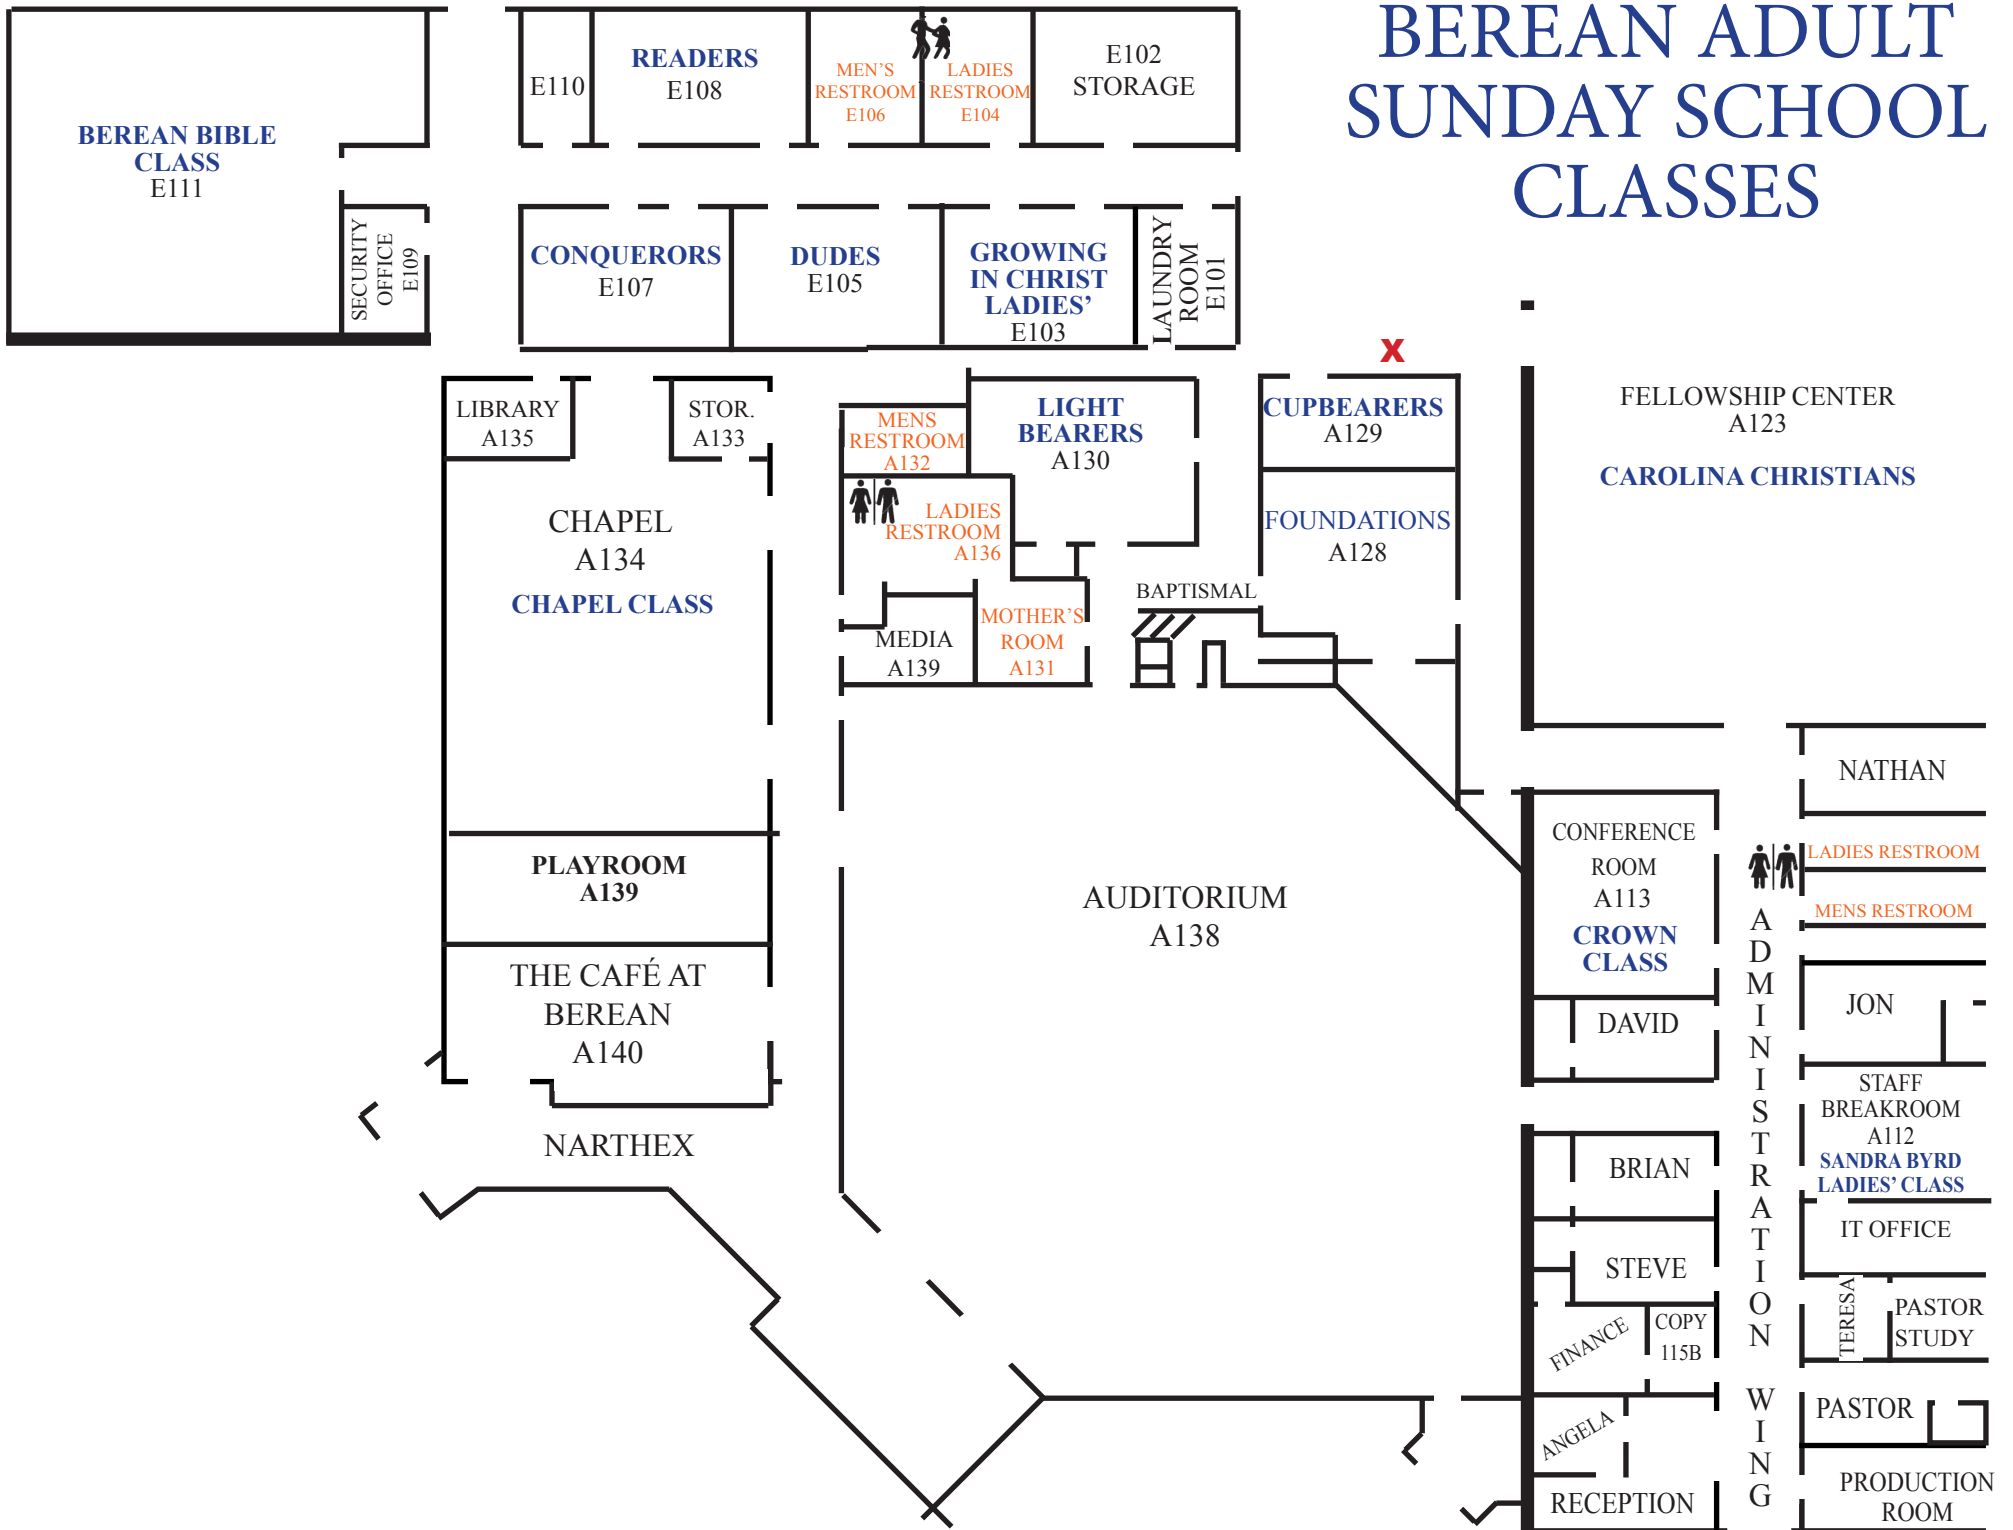 BEREAN ADULT
SUNDAY SCHOOL
CLASSES
BEREAN BIBLE
CLASS
E111
SECURITY
OFFICE
E109
E110
READERS
E108
MEN'S
RESTROOM
E106
LADIES
RESTROOM
E104
E102
STORAGE
CONQUERORS
E107
DUDES
E105
GROWING
IN CHRIST
LADIES'
E103
LAUNDRY
ROOM
E101
X
LIBRARY
A135
STOR.
A133
CHAPEL
A134
CHAPEL CLASS
MENS
RESTROOM
A132
LADIES
RESTROOM
A136
LIGHT
BEARERS
A130
MEDIA
A139
MOTHER'S
ROOM
A131
BAPTISMAL
CUPBEARERS
A129
FOUNDATIONS
A128
FELLOWSHIP CENTER
A123
CAROLINA CHRISTIANS
PLAYROOM
A139
THE CAFÉ AT
BEREAN
A140
NARTHEX
AUDITORIUM
A138
CONFERENCE
ROOM
A113
CROWN
CLASS
DAVID
BRIAN
STEVE
FINANCE
COPY
115B
ANGELA
RECEPTION
ADMINISTRATION WING
NATHAN
LADIES RESTROOM
MENS RESTROOM
JON
STAFF
BREAKROOM
A112
SANDRA BYRD
LADIES' CLASS
IT OFFICE
TERESA
PASTOR
STUDY
PASTOR
PRODUCTION
ROOM